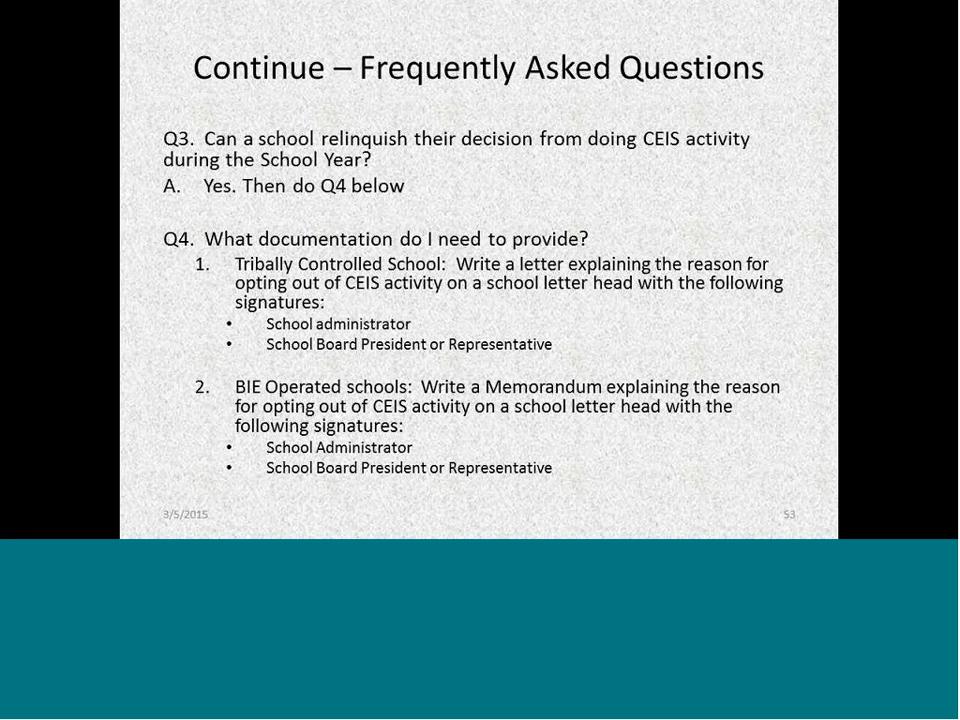 Continue – Frequently Asked Questions
Q3. Can a school relinquish their decision from doing CEIS activity
during the School Year?
A. Yes. Then do Q4 below
Q4. What documentation do I need to provide?
1. Tribally Controlled School: Write a letter explaining the reason for
opting out of CEIS activity on a school letter head with the following
signatures:
• School administrator
• School Board President or Representative
2. BIE Operated schools: Write a Memorandum explaining the reason
for opting out of CEIS activity on a school letter head with the
following signatures:
• School Administrator
• School Board President or Representative
3/5/2015 53